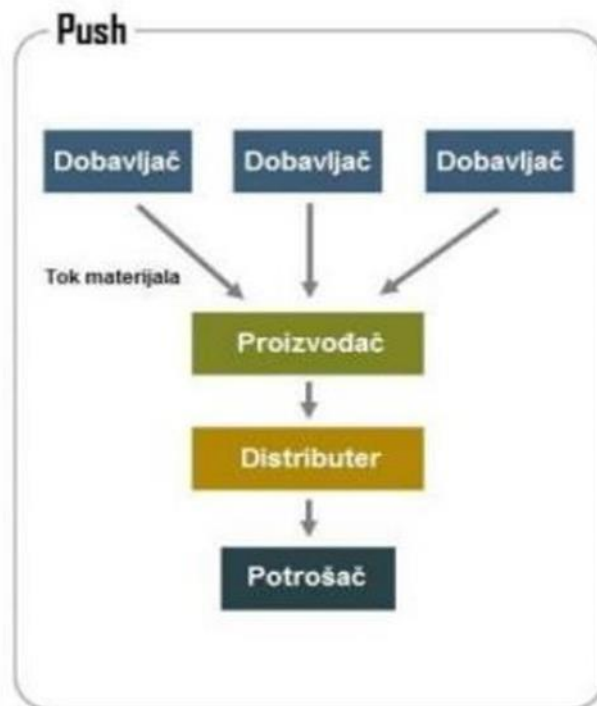 Push
Dobavljač Dobavljač Dobavljač
Tok materijala
Proizvođač
Distributer
Potrošač